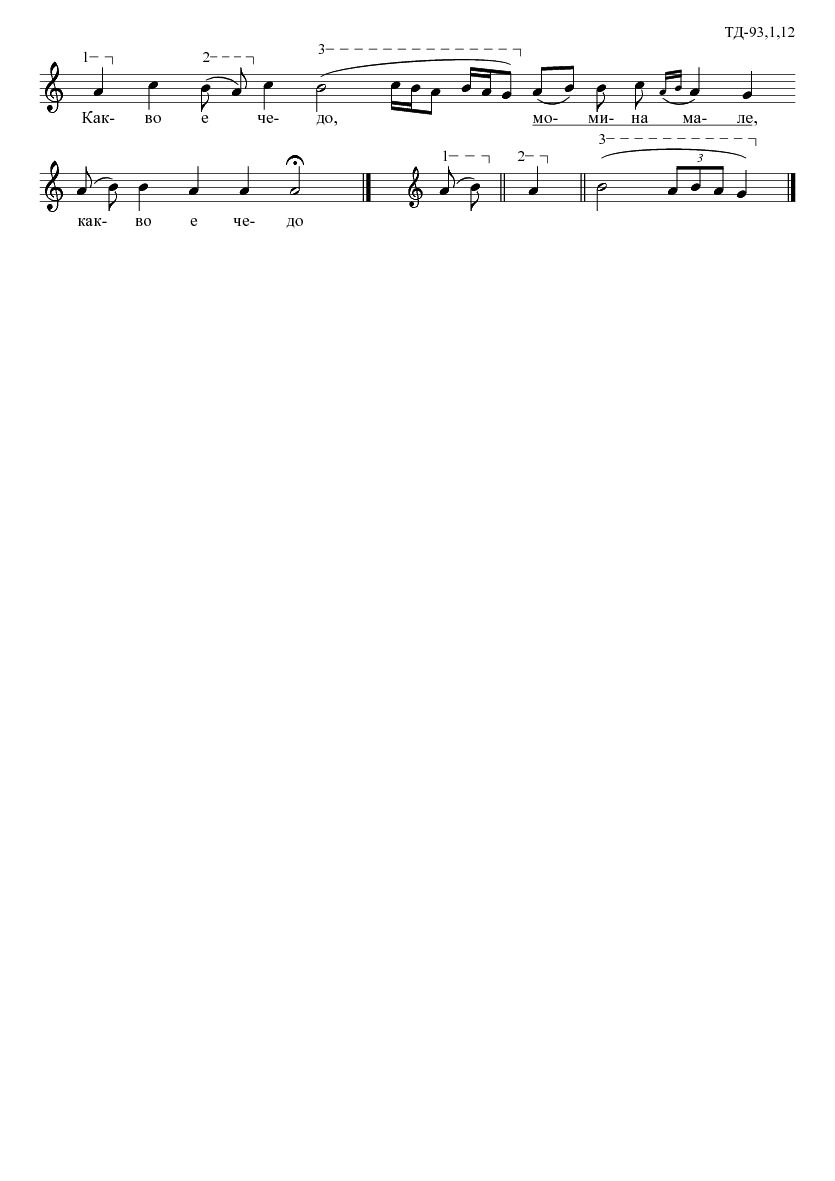 ТД-93,1,12
1 2 3
Как- во е че- до, мо- ми- на ма- ле,
1 2 3
3
как- во е че- до